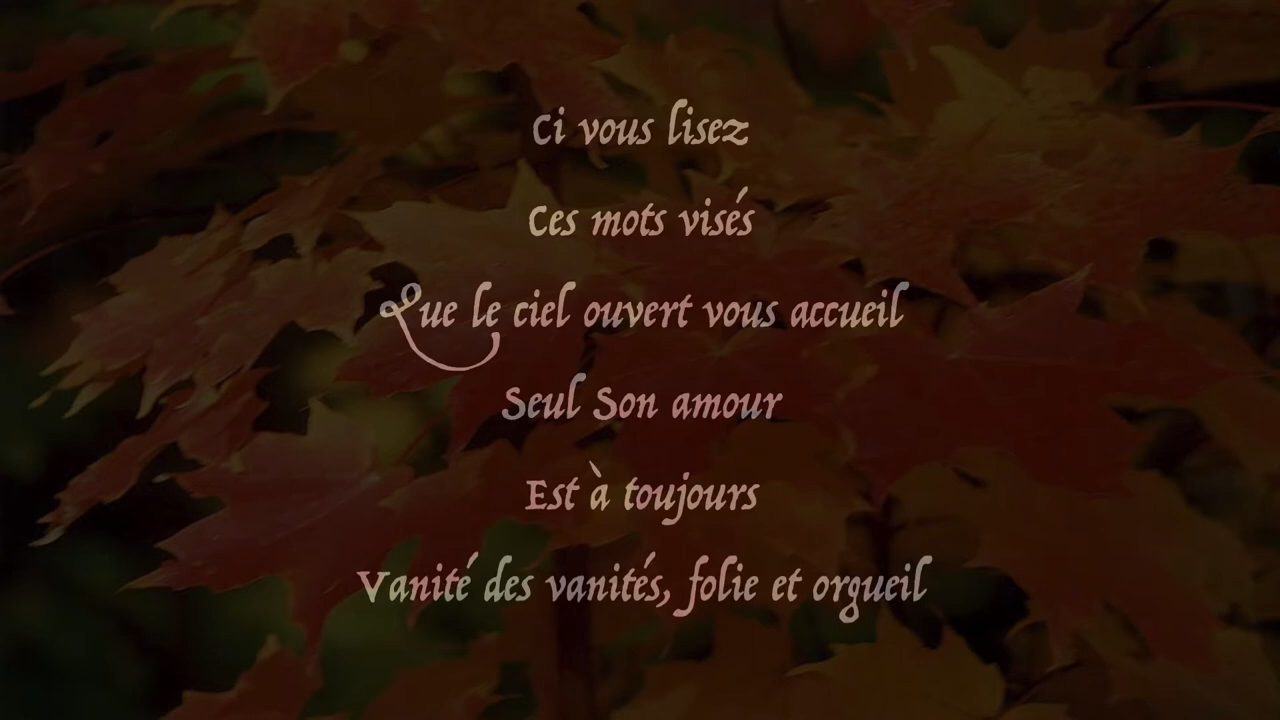 Ci vous lisez
Ces mots visés
Que le ciel ouvert vous accueil
Seul Son amour
Est à toujours
Vanité des vanités, folie et orgueil